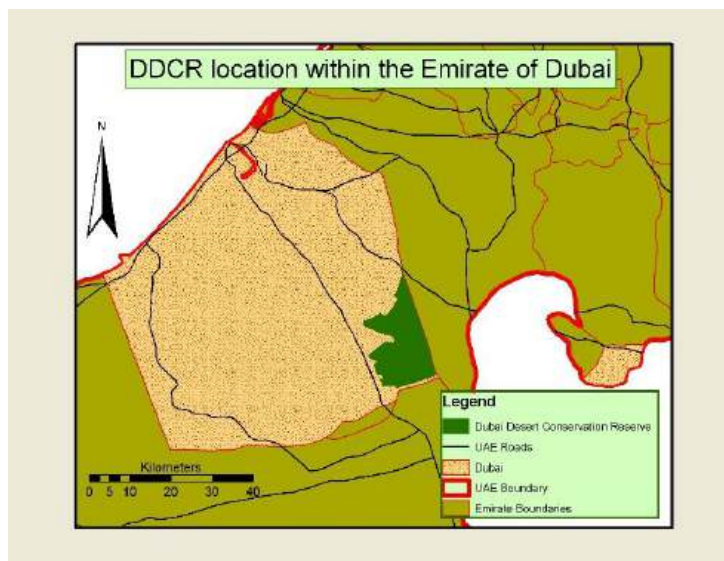 DDCR location within the Emirate of Dubai
N
Legend
Dubai Desert Conservation Reserve
UAE Roads
Dubai
UAE Boundary
Emirate Boundaries
Kilometers
0 5 10 20 30 40